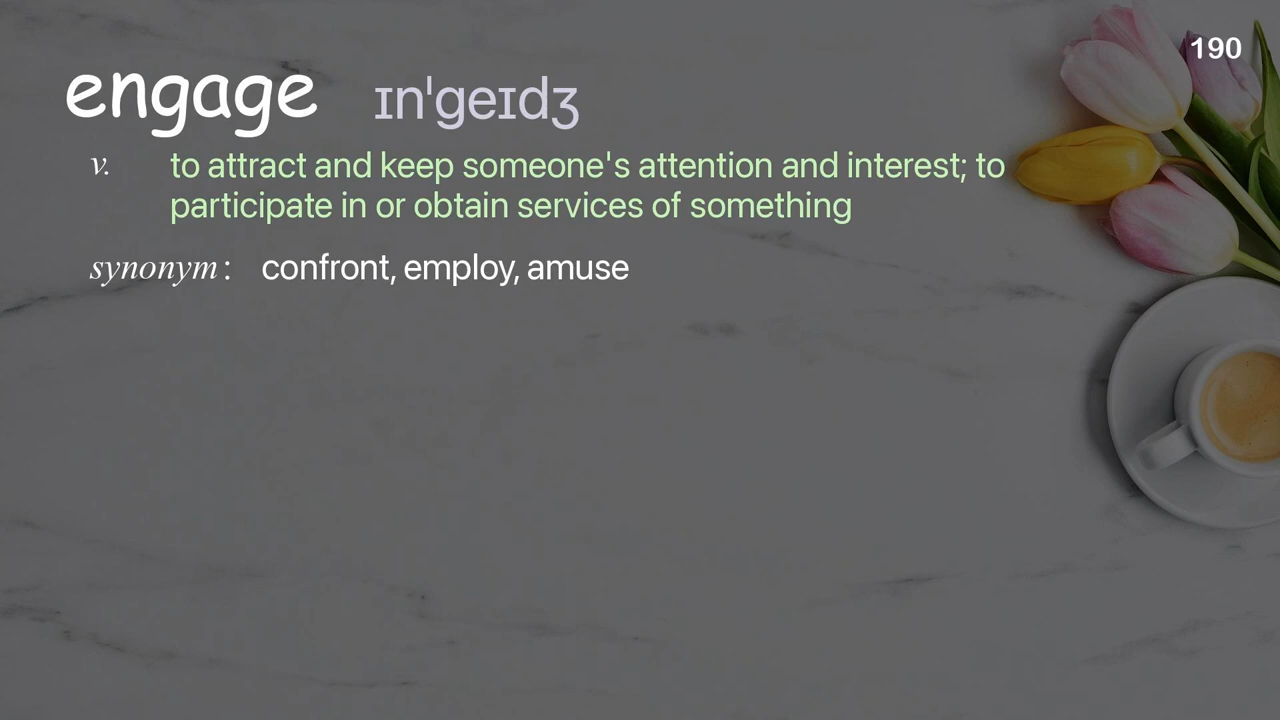 190
engage ɪnˈgeɪdʒ
v. to attract and keep someone's attention and interest; to
participate in or obtain services of something
synonym: confront, employ, amuse